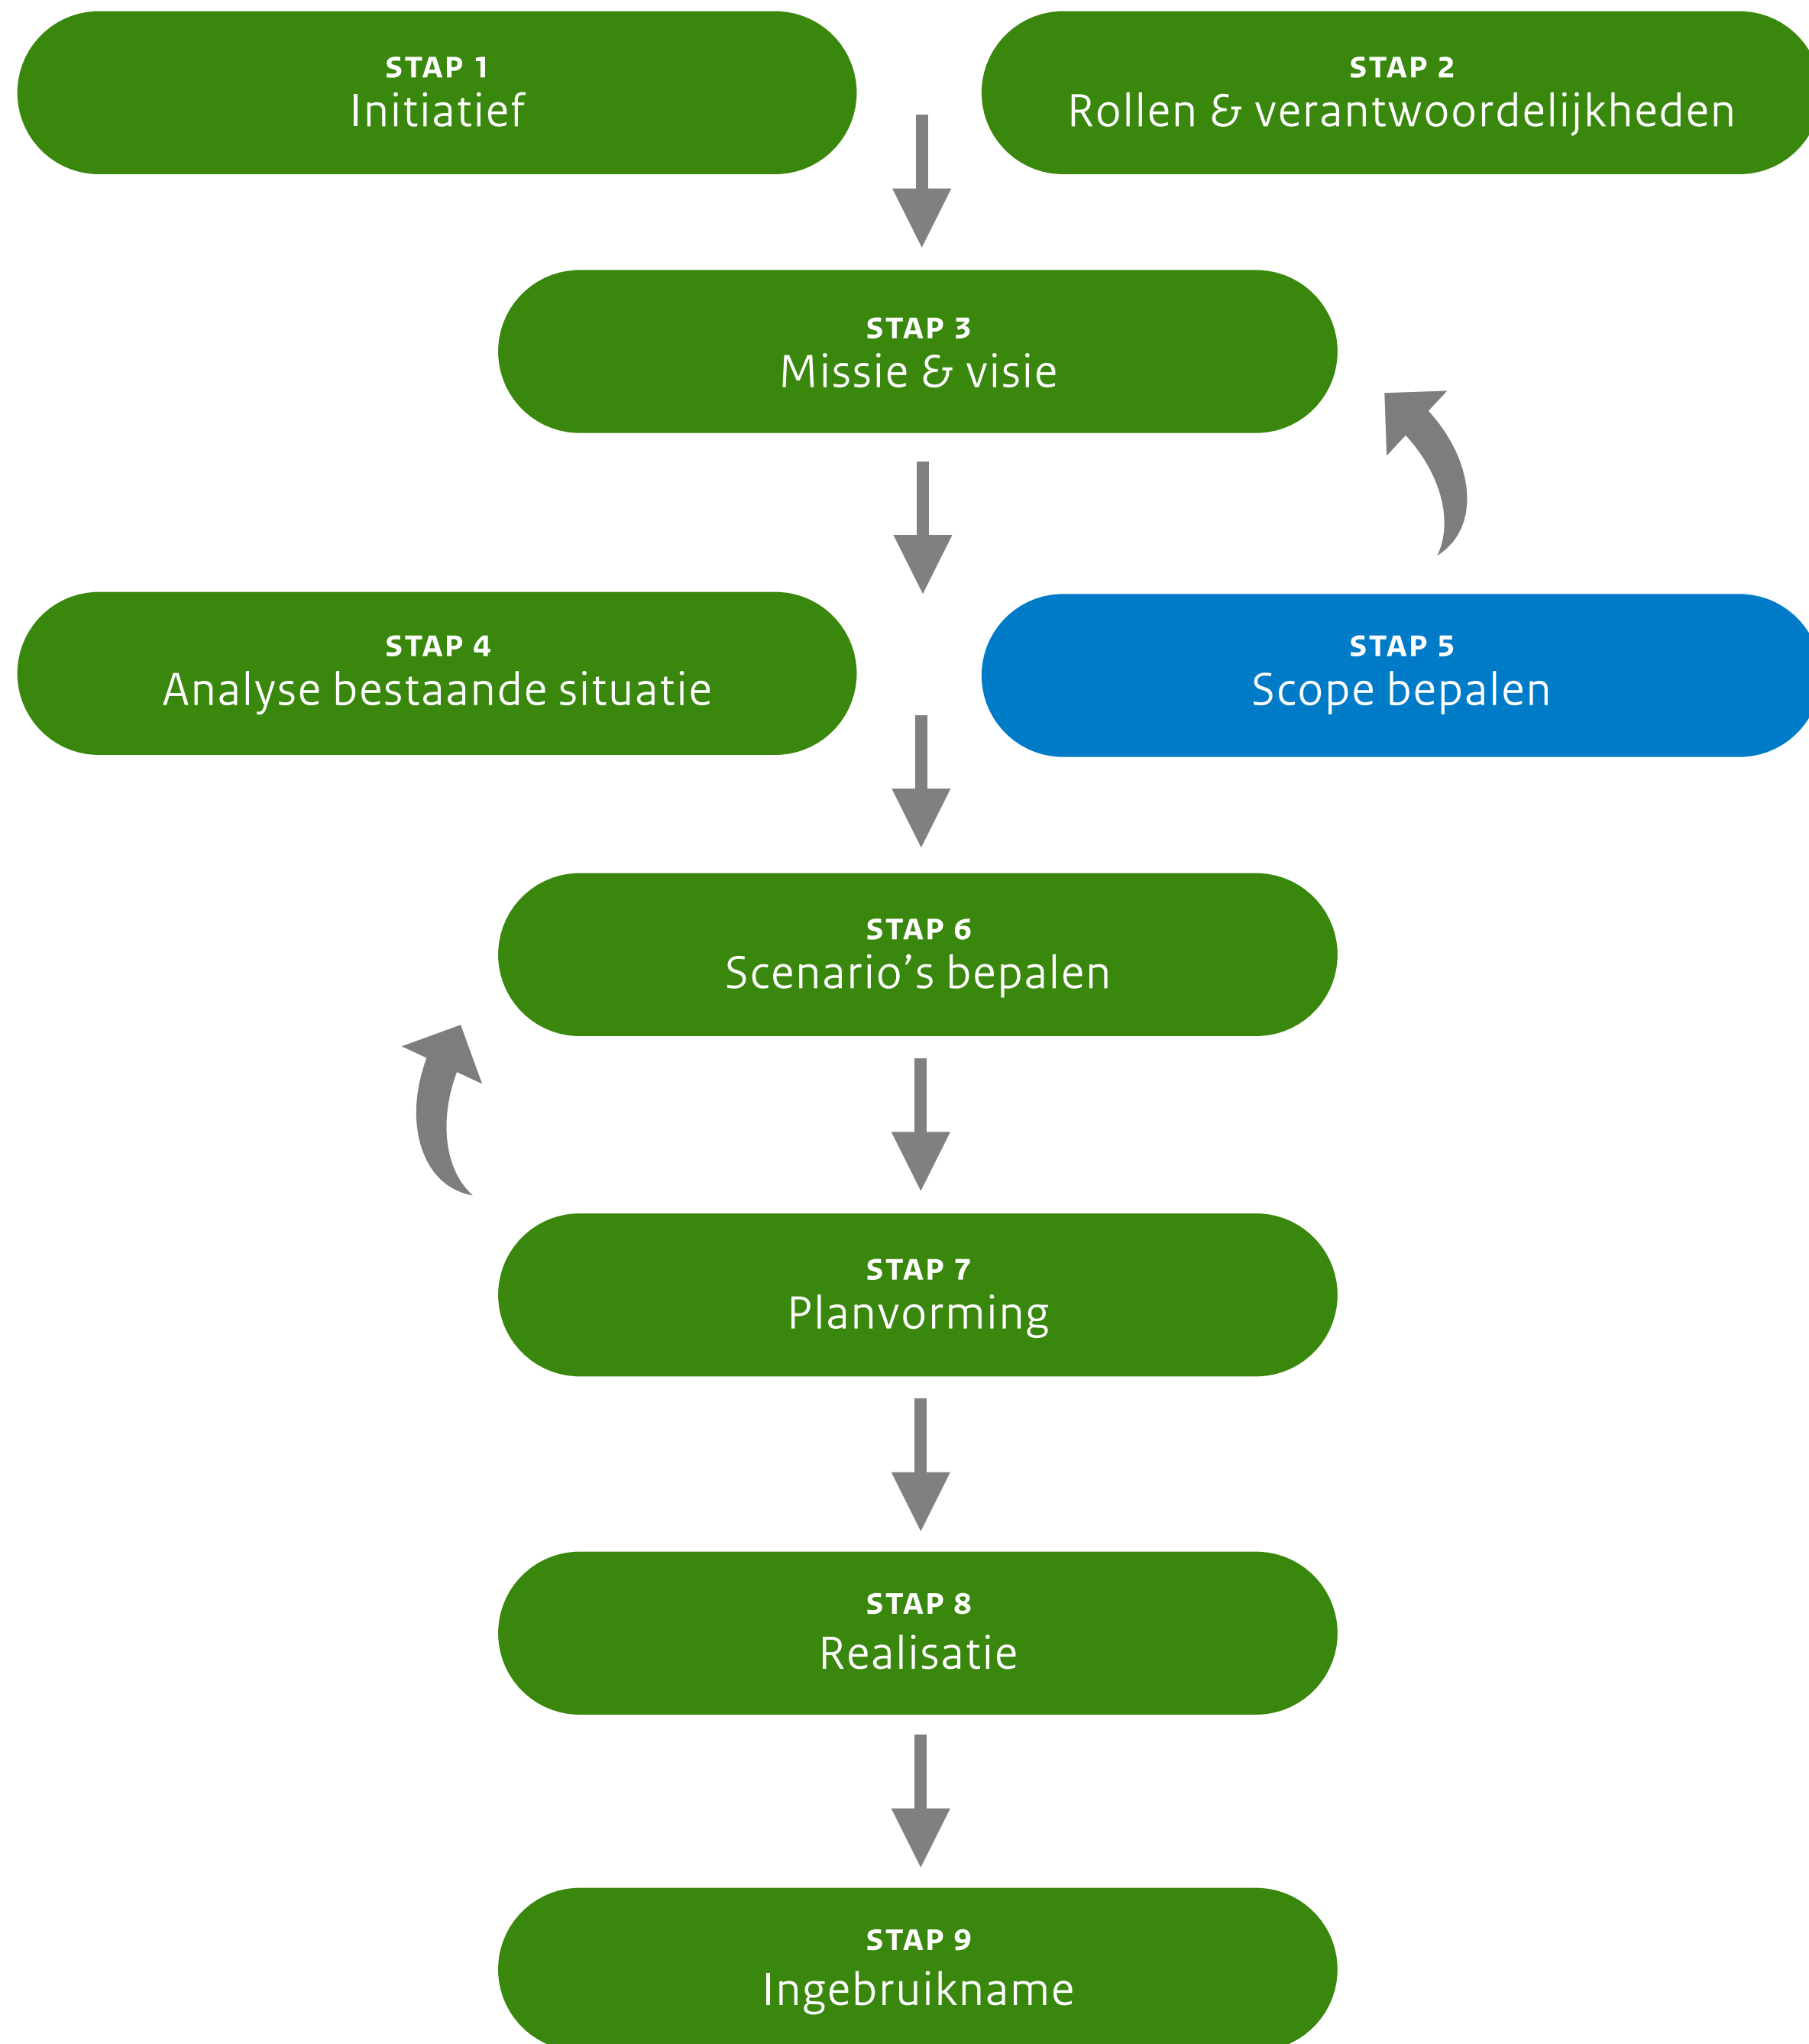 STAP 1
Initiatief
STAP 2
Rollen & verantwoordelijkheden
STAP 3
Missie & visie
STAP 4
Analyse bestaande situatie
STAP 5
Scope bepalen
STAP 6
Scenario’s bepalen
STAP 7
Planvorming
STAP 8
Realisatie
STAP 9
Ingebruikname